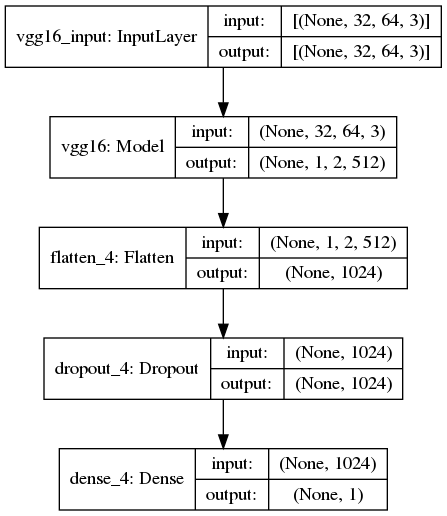 vgg16_input: InputLayer
input: [(None, 32, 64, 3)]
output: [(None, 32, 64, 3)]
vgg16: Model
input: (None, 32, 64, 3)
output: (None, 1, 2, 512)
flatten_4: Flatten
input: (None, 1, 2, 512)
output: (None, 1024)
dropout_4: Dropout
input: (None, 1024)
output: (None, 1024)
dense_4: Dense
input: (None, 1024)
output: (None, 1)